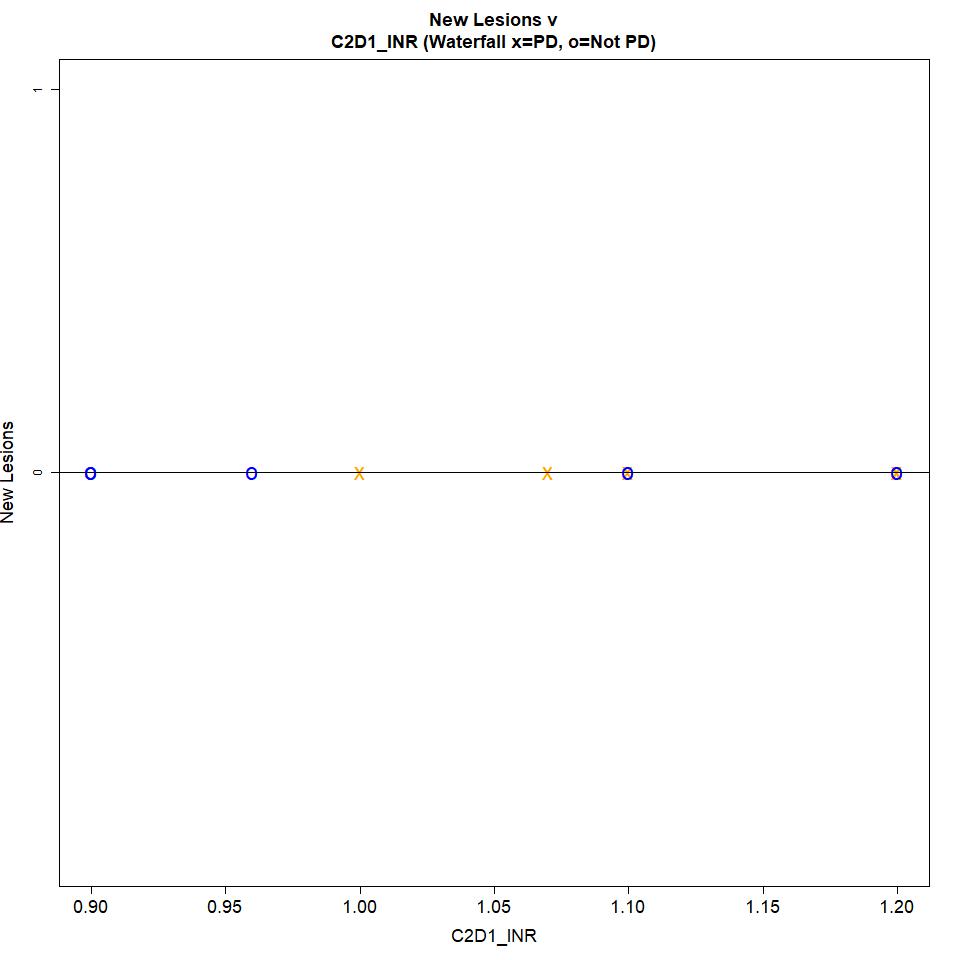 New Lesions v
C2D1_INR (Waterfall x=PD, o=Not PD)
1
New Lesions
0
o o x x x o x o
0.90 0.95 1.00 1.05 1.10 1.15 1.20
C2D1_INR